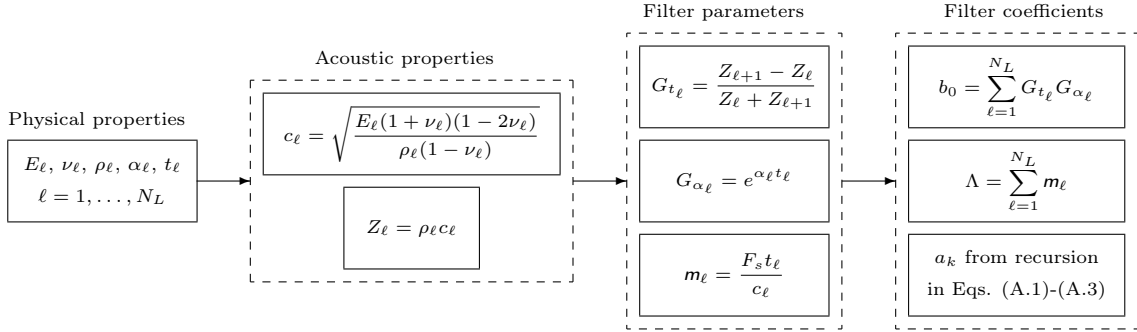 Physical properties
E_ℓ, ν_ℓ, ρ_ℓ, α_ℓ, t_ℓ
ℓ = 1, . . . , N_L
Acoustic properties
c_ℓ = √(E_ℓ(1 + ν_ℓ)(1 − 2ν_ℓ) / ρ_ℓ(1 − ν_ℓ))
Z_ℓ = ρ_ℓ c_ℓ
Filter parameters
G_{t_ℓ} = (Z_{ℓ+1} − Z_ℓ) / (Z_ℓ + Z_{ℓ+1})
G_{α_ℓ} = e^{α_ℓ t_ℓ}
m_ℓ = F_s t_ℓ / c_ℓ
Filter coefficients
b_0 = ∑_{ℓ=1}^{N_L} G_{t_ℓ} G_{α_ℓ}
Λ = ∑_{ℓ=1}^{N_L} m_ℓ
a_k from recursion
in Eqs. (A.1)-(A.3)